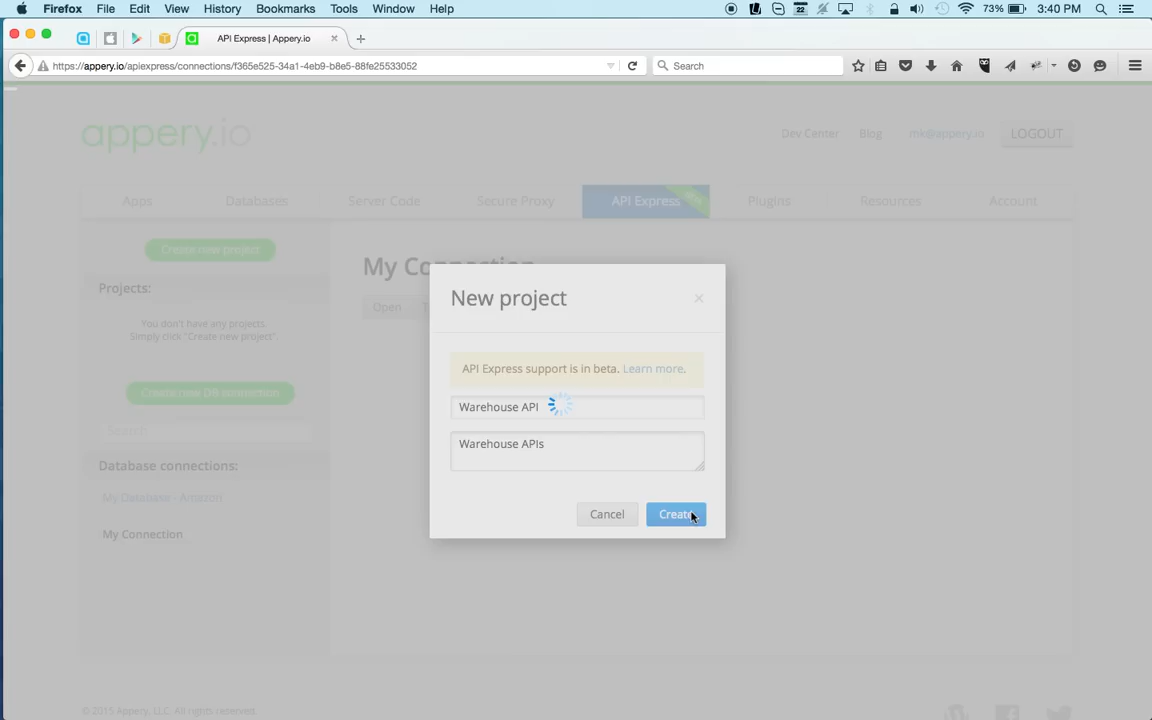 Firefox File Edit View History Bookmarks Tools Window Help 22 73% 3:40 PM
API Express | Appery.io
https://appery.io/apiexpress/connections/f365e525-34a1-4eb9-b8e5-88fe25533052 Search
appery.io Dev Center Blog mk@appery.io LOGOUT
Apps Databases Server Code Secure Proxy API Express Plugins Resources Account
Create new project
My Connection
Projects:
New project
Open
You don't have any projects.
Simply click "Create new project"
API Express support is in beta. Learn more.
Create new DB connection
Warehouse API
Search
Warehouse APIs
Database connections:
My Database - Amazon
Cancel Create
My Connection
© 2015 Appery, LLC. All rights reserved.